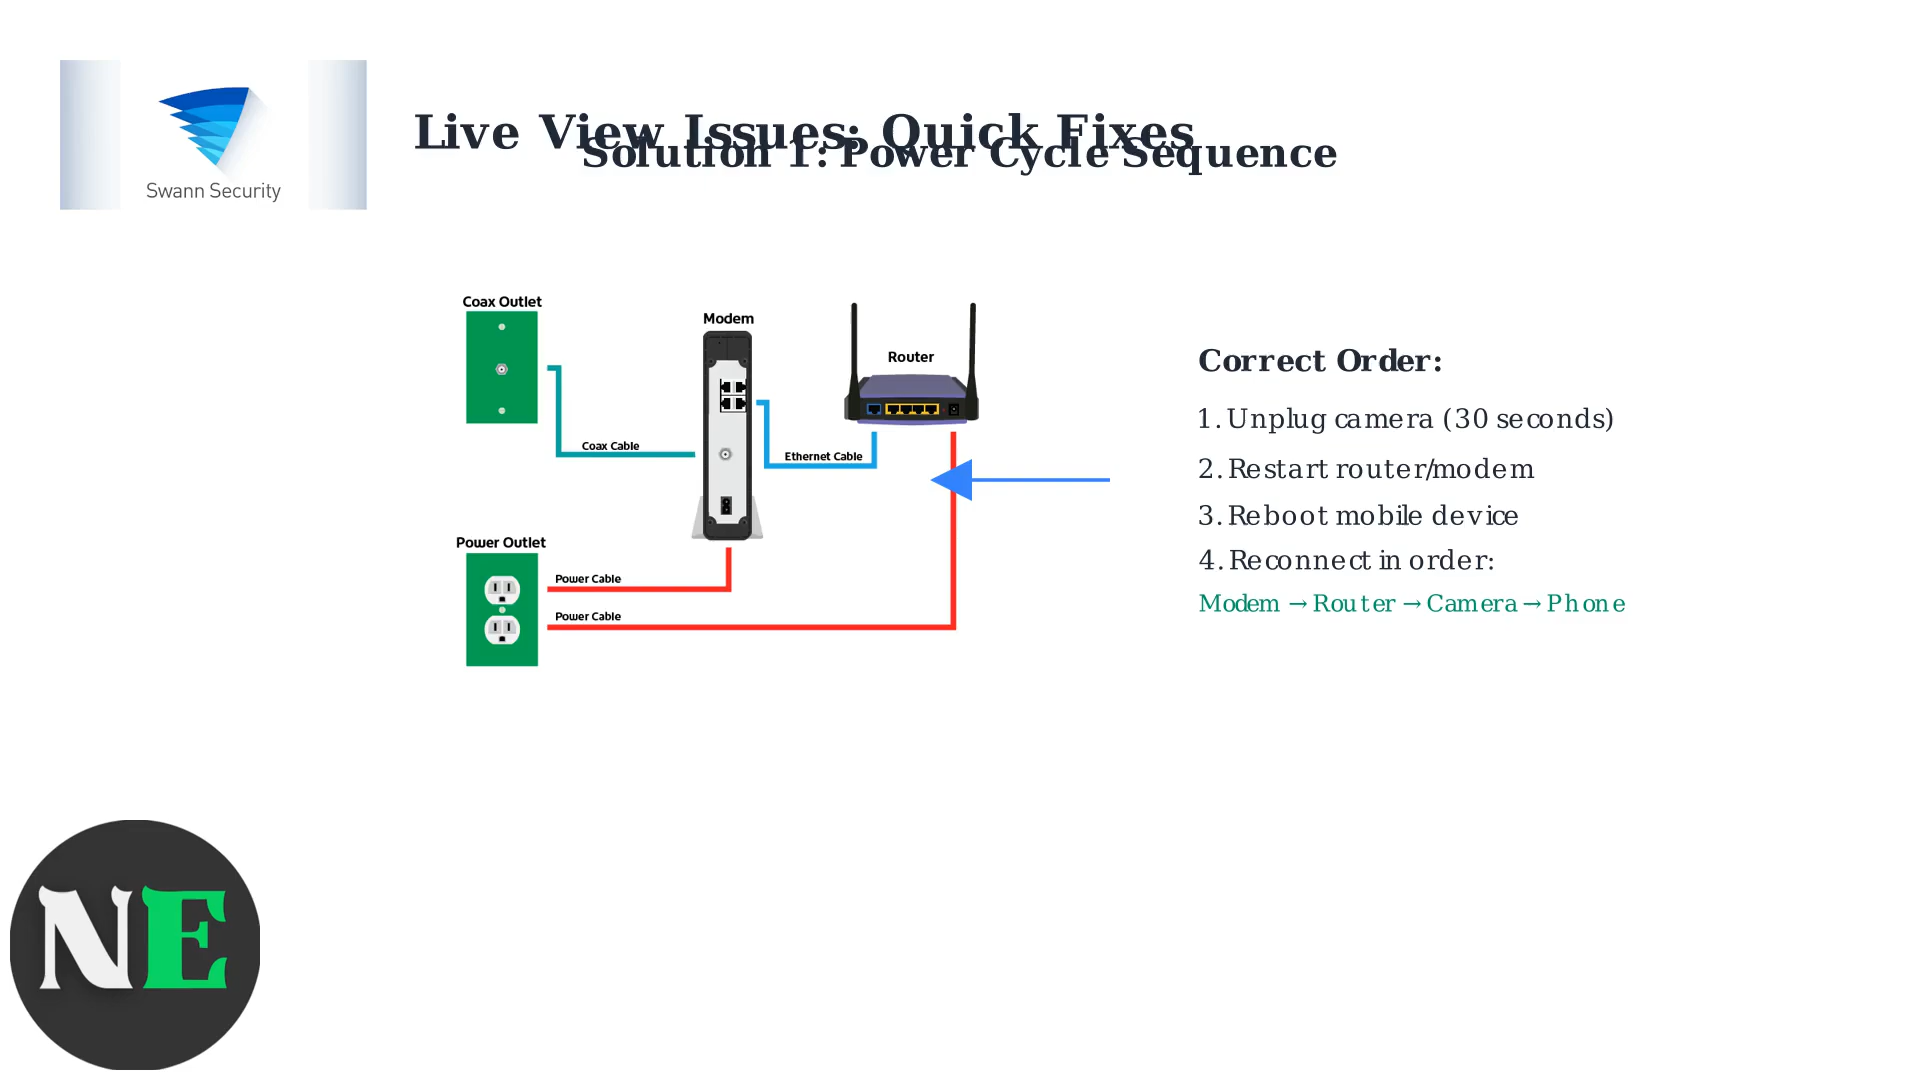 Swann Security
Live View Issues: Quick Fixes
Solution 1: Power Cycle Sequence
Coax Outlet
Modem
Router
Coax Cable
Ethernet Cable
Power Outlet
Power Cable
Power Cable
Correct Order:
1. Unplug camera (30 seconds)
2. Restart router/modem
3. Reboot mobile device
4. Reconnect in order:
Modem → Router → Camera → Phone
NE